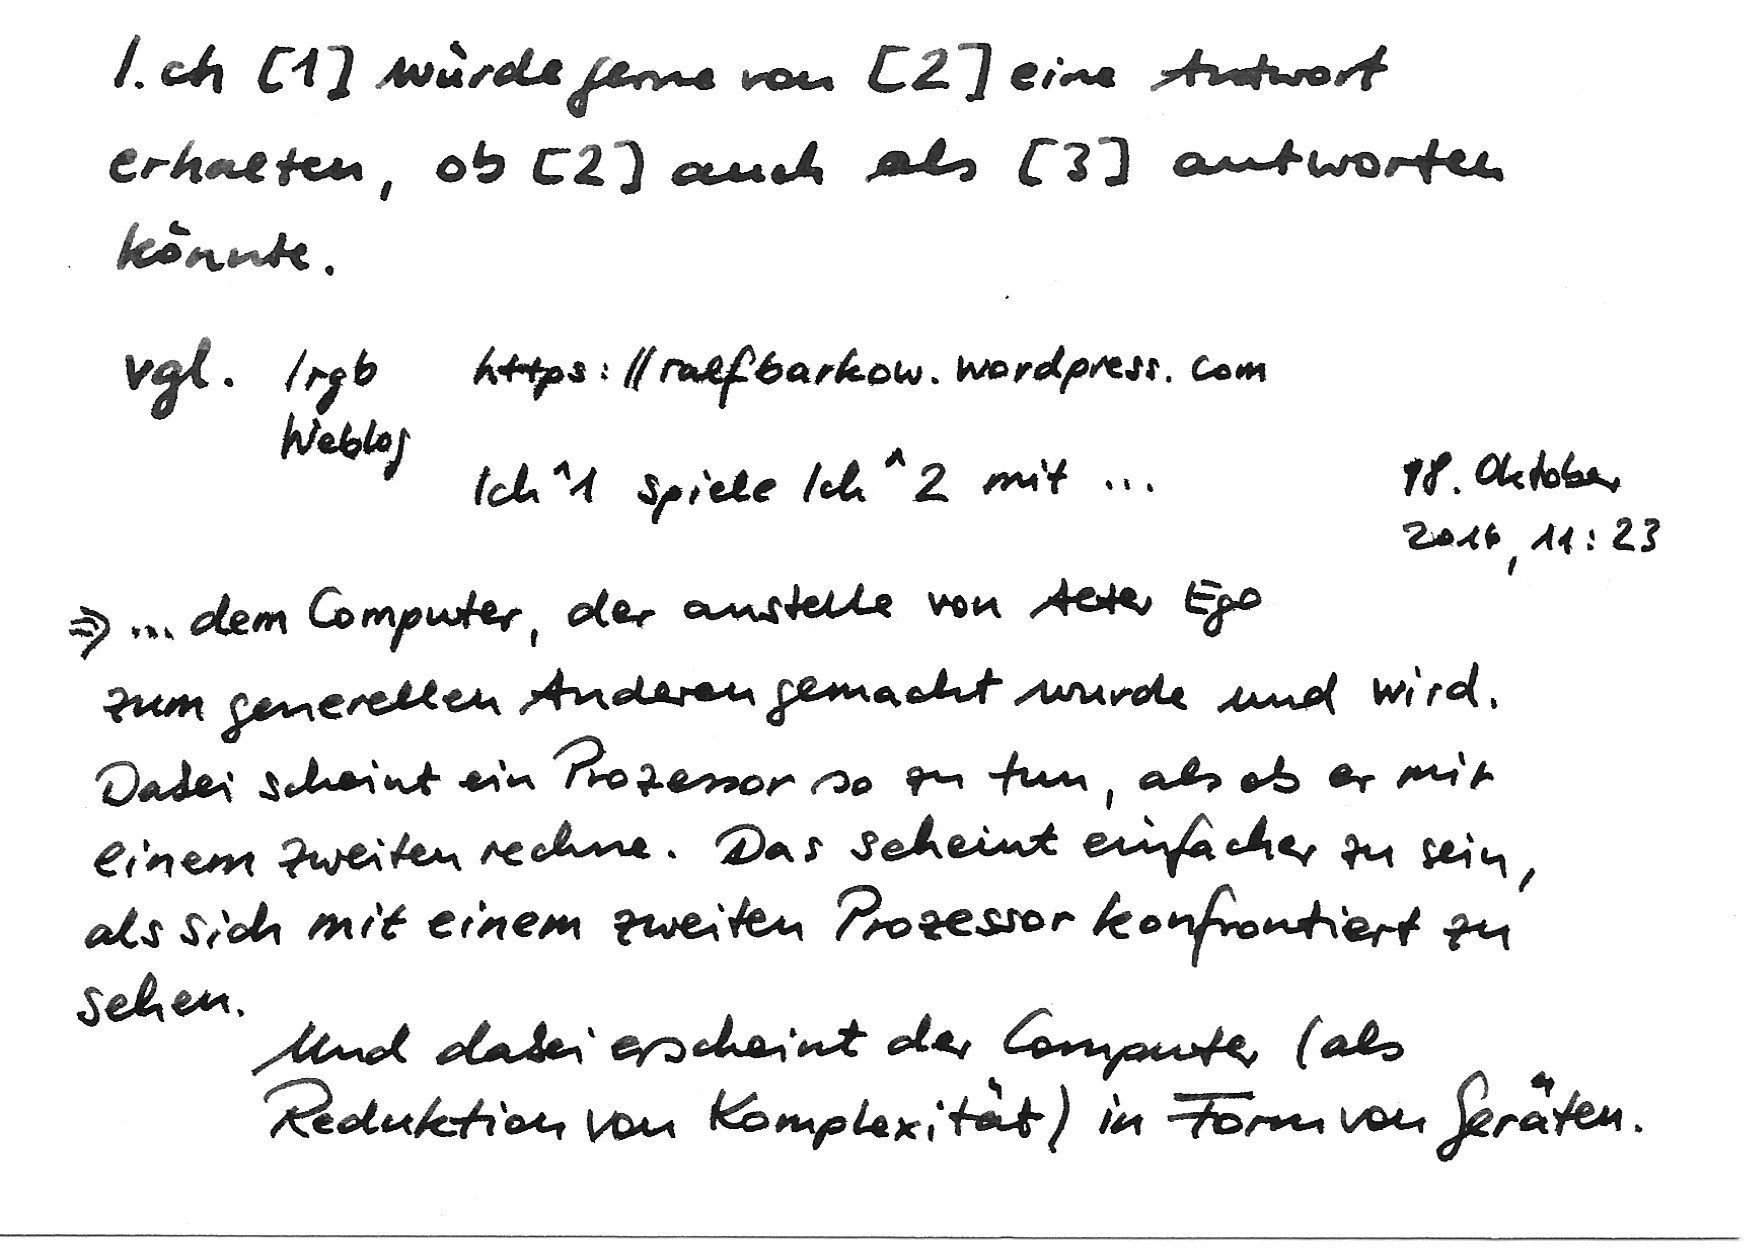 I.ch [1] würde gerne von [2] eine Antwort
erhalten, ob [2] auch als [3] antworten
könnte.
vgl. /rgb https://ralfbarkow.wordpress.com
Weblog
Ich^1 spiele Ich^2 mit ...
18. Oktober
2016, 11:23
⇒ ... dem Computer, der anstelle von Alter Ego
zum generellen Anderen gemacht wurde und wird.
Dabei scheint ein Prozessor so zu tun, als ob er mit
einem zweiten rechne. Das scheint einfacher zu sein,
als sich mit einem zweiten Prozessor konfrontiert zu
sehen.
Und dabei erscheint der Computer (als
Reduktion von Komplexität) in Form von Geräten.